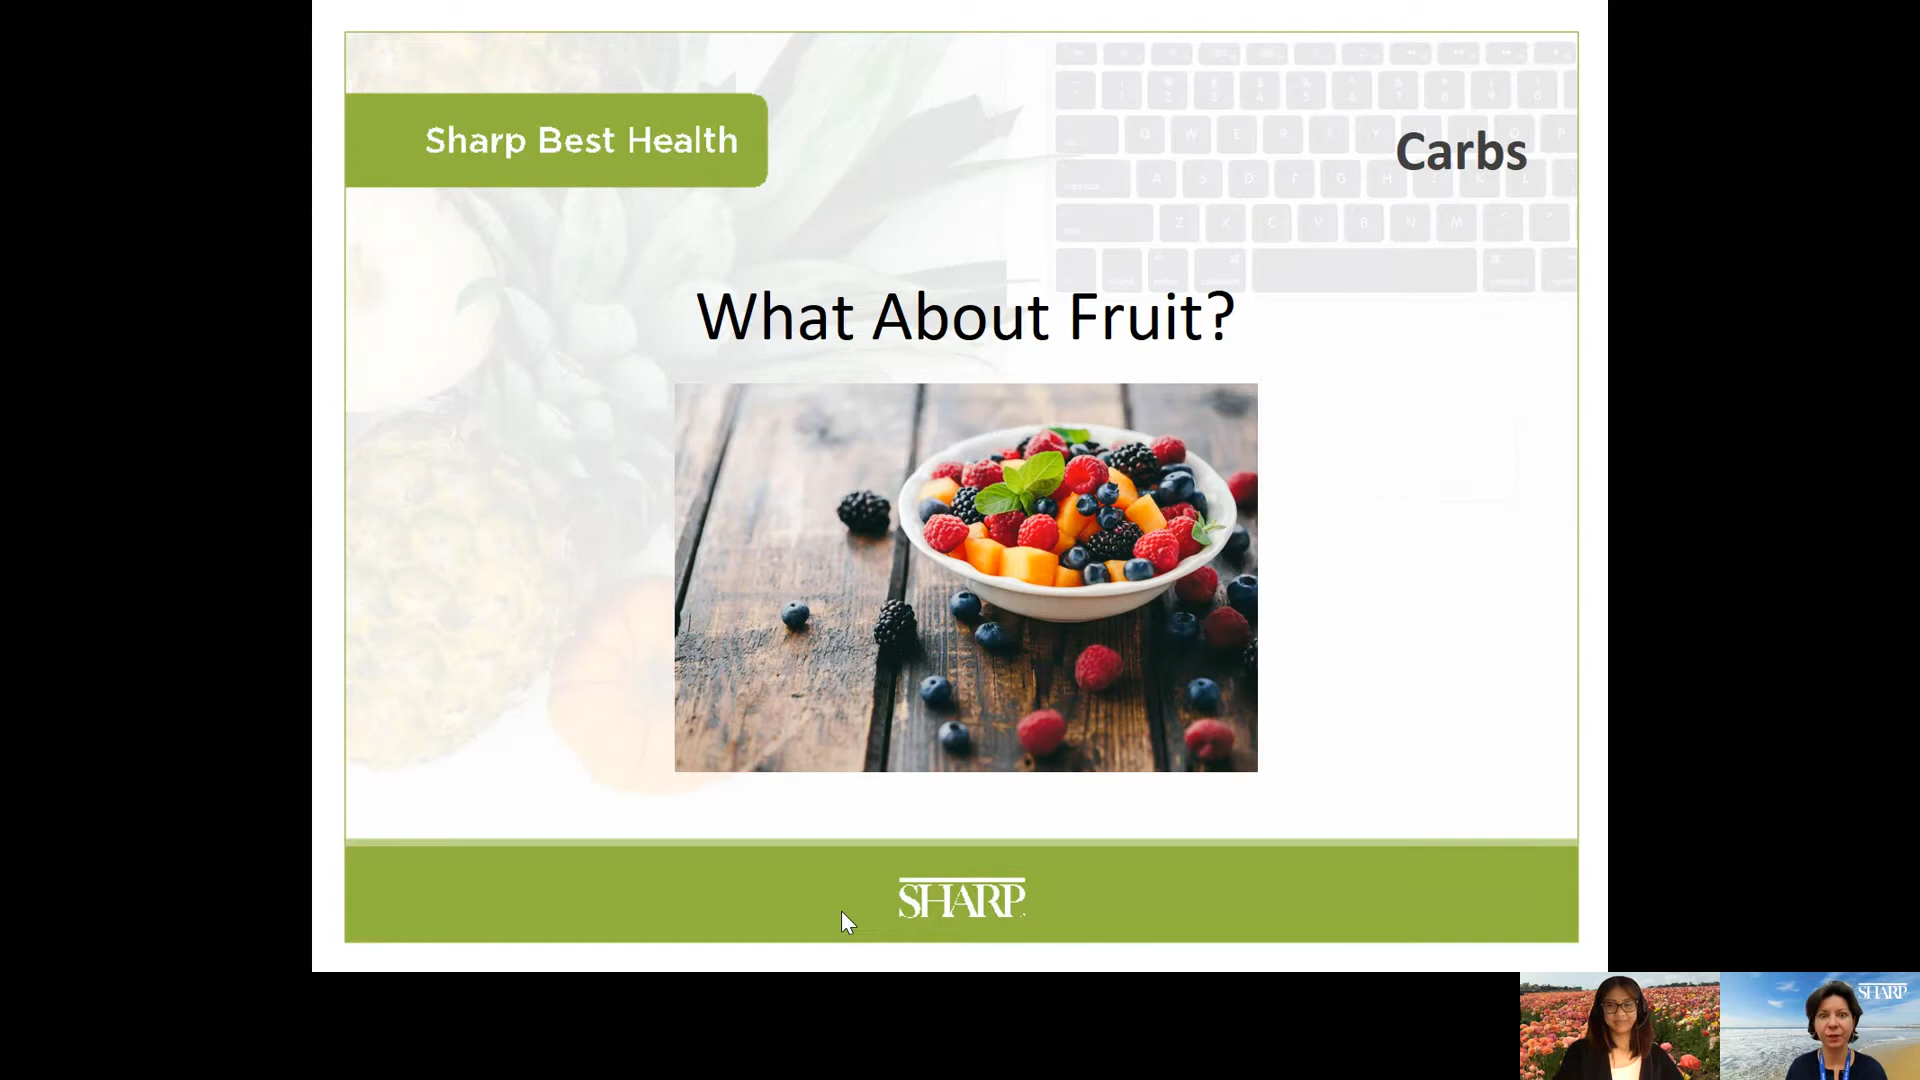 Sharp Best Health
Carbs
What About Fruit?
SHARP
SHARP